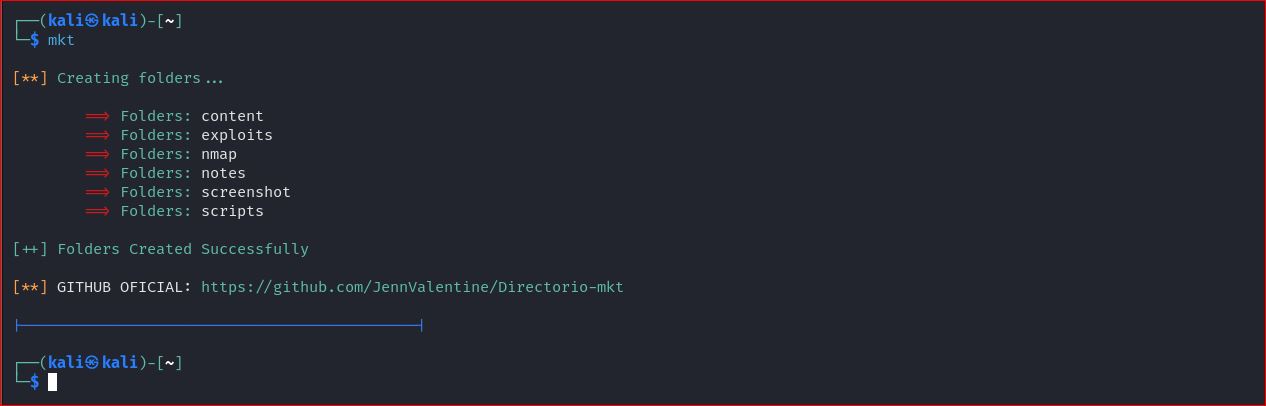 ┌──(kali㉿kali)-[~]
└─$ mkt
[**] Creating folders...
==> Folders: content
==> Folders: exploits
==> Folders: nmap
==> Folders: notes
==> Folders: screenshot
==> Folders: scripts
[++] Folders Created Successfully
[**] GITHUB OFICIAL: https://github.com/JennValentine/Directorio-mkt
┌──(kali㉿kali)-[~]
└─$